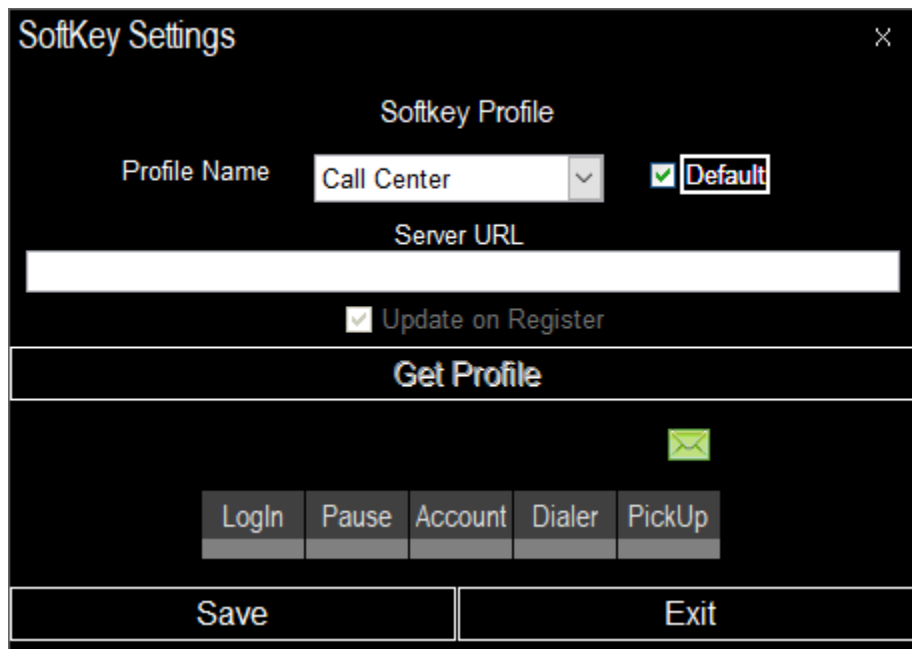 SoftKey Settings
Softkey Profile
Profile Name Call Center Default
Server URL
Update on Register
Get Profile
LogIn Pause Account Dialer PickUp
Save Exit